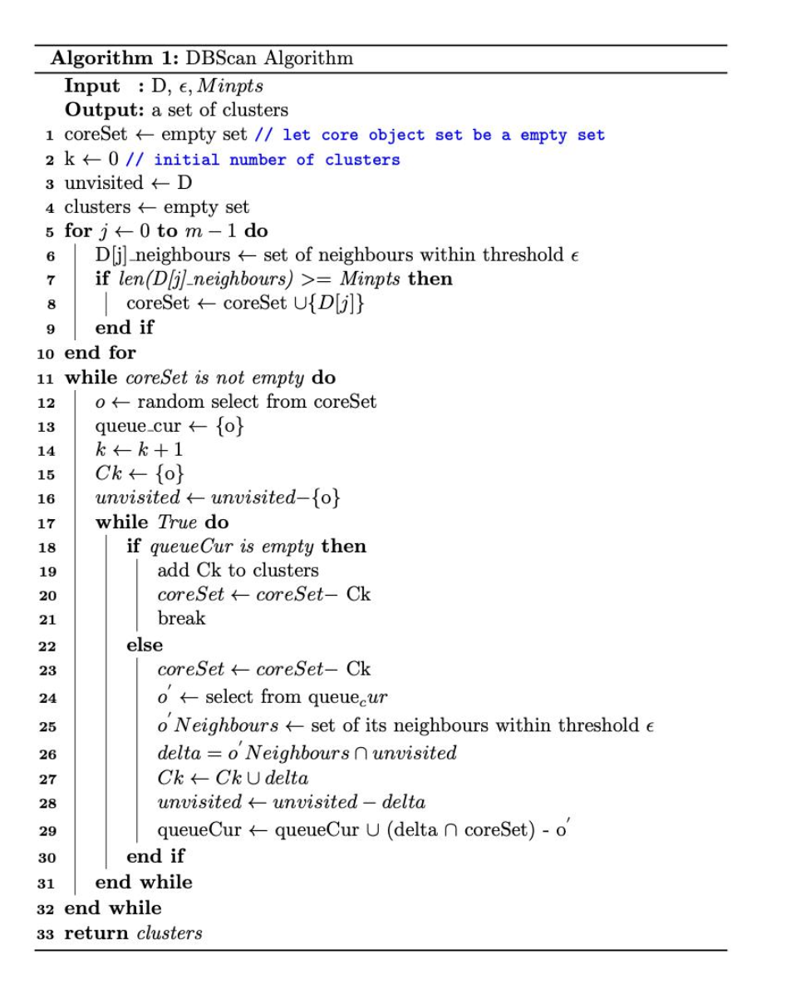 Algorithm 1: DBScan Algorithm
Input : D, ϵ, Minpts
Output: a set of clusters
1 coreSet ← empty set // let core object set be a empty set
2 k ← 0 // initial number of clusters
3 unvisited ← D
4 clusters ← empty set
5 for j ← 0 to m − 1 do
6 D[j]_neighbours ← set of neighbours within threshold ϵ
7 if len(D[j]_neighbours) >= Minpts then
8 coreSet ← coreSet ∪{D[j]}
9 end if
10 end for
11 while coreSet is not empty do
12 o ← random select from coreSet
13 queue_cur ← {o}
14 k ← k + 1
15 Ck ← {o}
16 unvisited ← unvisited−{o}
17 while True do
18 if queueCur is empty then
19 add Ck to clusters
20 coreSet ← coreSet− Ck
21 break
22 else
23 coreSet ← coreSet− Ck
24 o′ ← select from queue_cur
25 o′Neighbours ← set of its neighbours within threshold ϵ
26 delta = o′Neighbours ∩ unvisited
27 Ck ← Ck ∪ delta
28 unvisited ← unvisited − delta
29 queueCur ← queueCur ∪ (delta ∩ coreSet) - o′
30 end if
31 end while
32 end while
33 return clusters